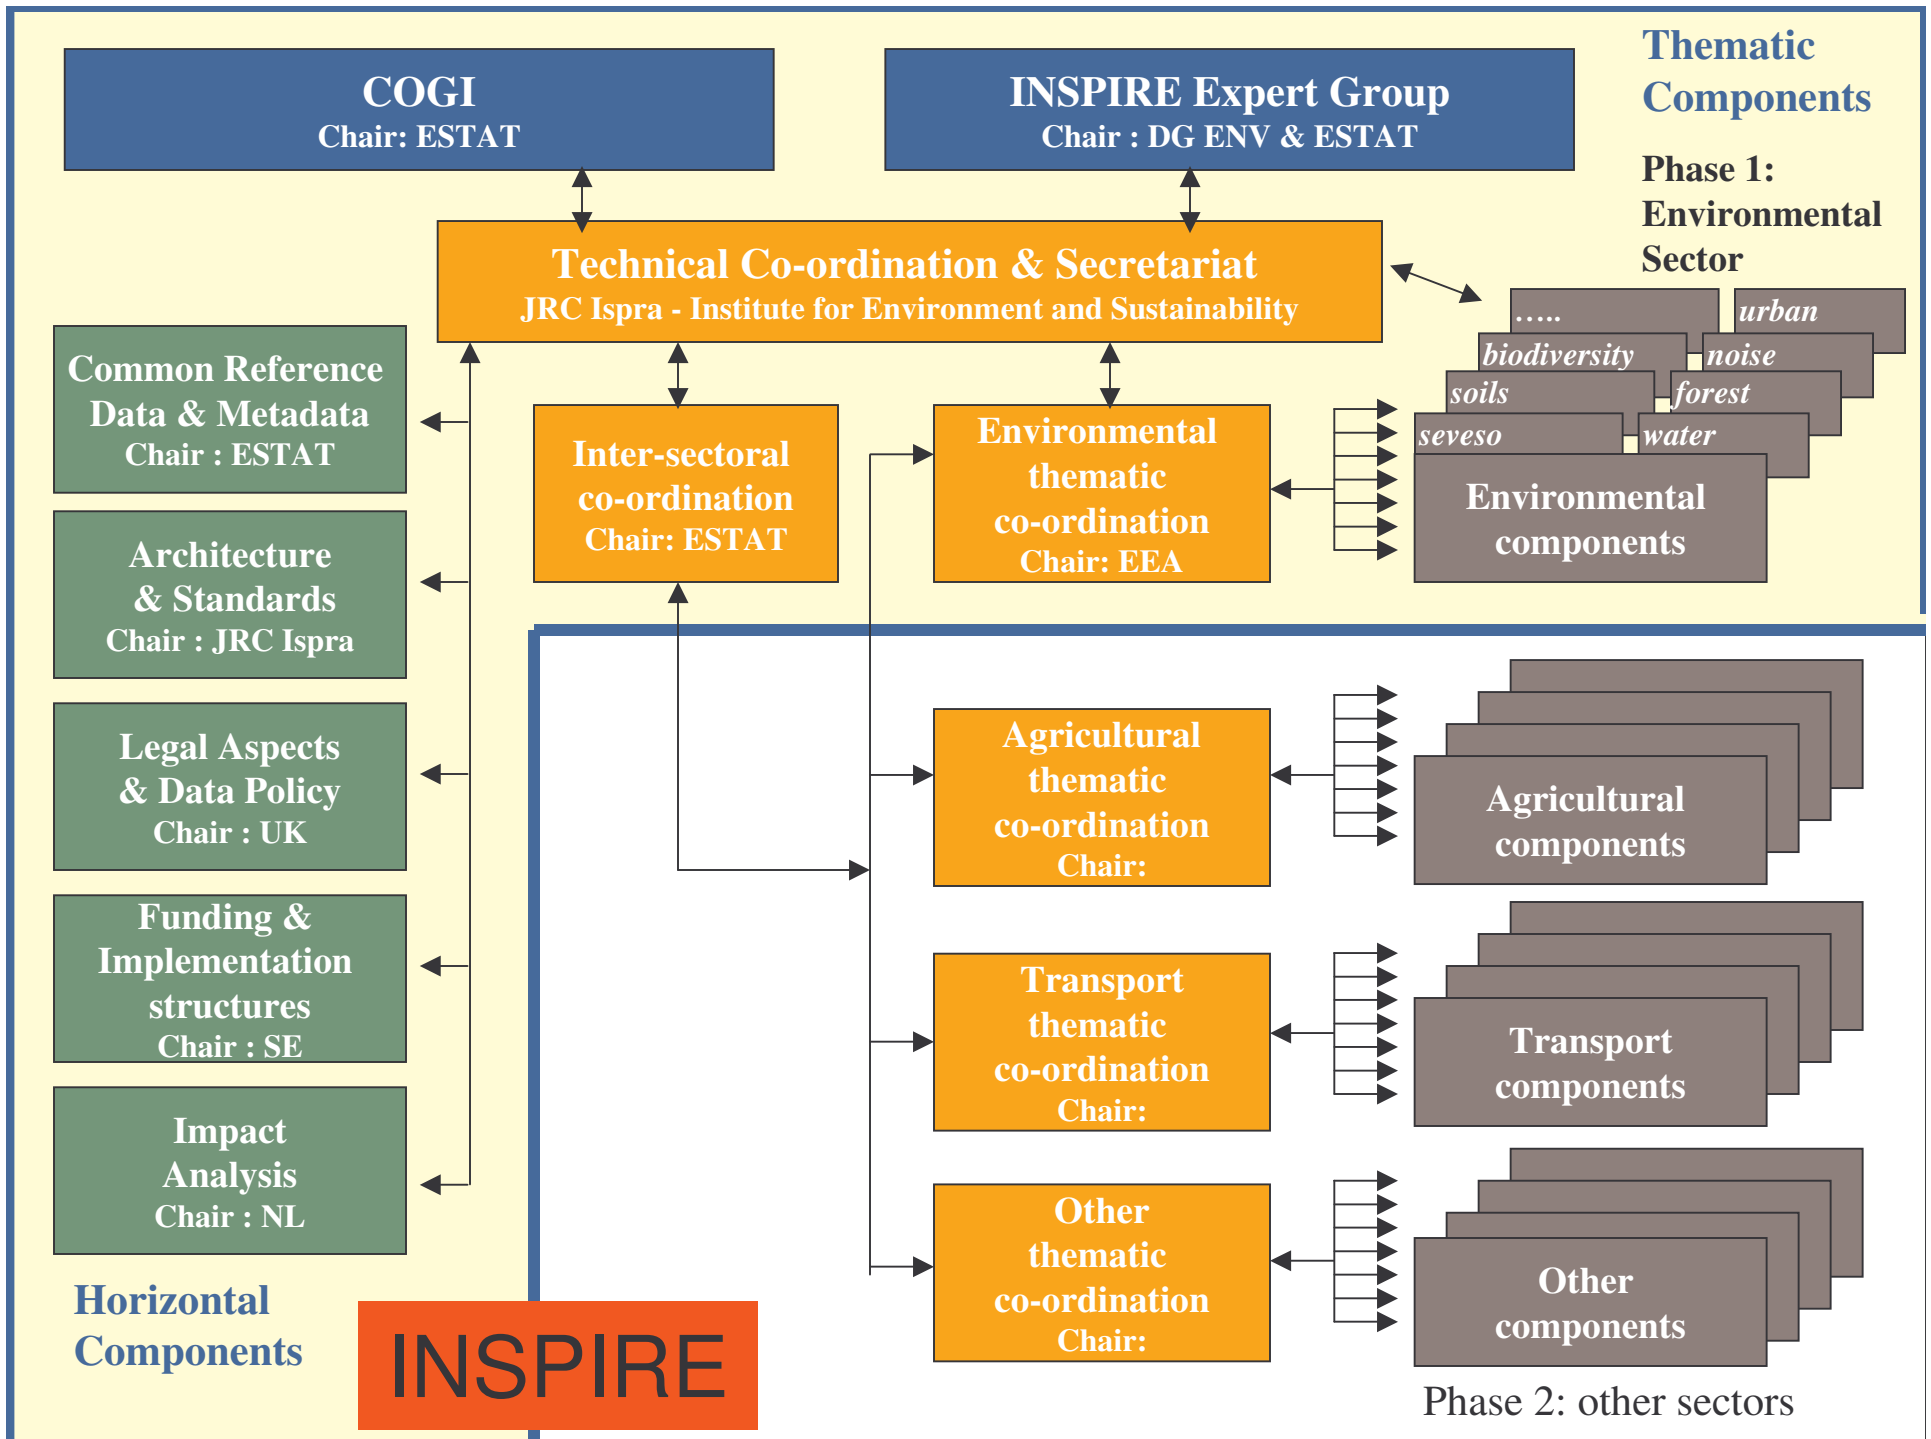 COGI
Chair: ESTAT
INSPIRE Expert Group
Chair : DG ENV & ESTAT
Thematic
Components
Phase 1:
Environmental
Sector
Technical Co-ordination & Secretariat
JRC Ispra - Institute for Environment and Sustainability
…..
urban
biodiversity
noise
soils
forest
seveso
water
Environmental
components
Common Reference
Data & Metadata
Chair : ESTAT
Inter-sectoral
co-ordination
Chair: ESTAT
Environmental
thematic
co-ordination
Chair: EEA
Architecture
& Standards
Chair : JRC Ispra
Legal Aspects
& Data Policy
Chair : UK
Agricultural
thematic
co-ordination
Chair:
Agricultural
components
Funding &
Implementation
structures
Chair : SE
Transport
thematic
co-ordination
Chair:
Transport
components
Impact
Analysis
Chair : NL
Other
thematic
co-ordination
Chair:
Other
components
Horizontal
Components
INSPIRE
Phase 2: other sectors